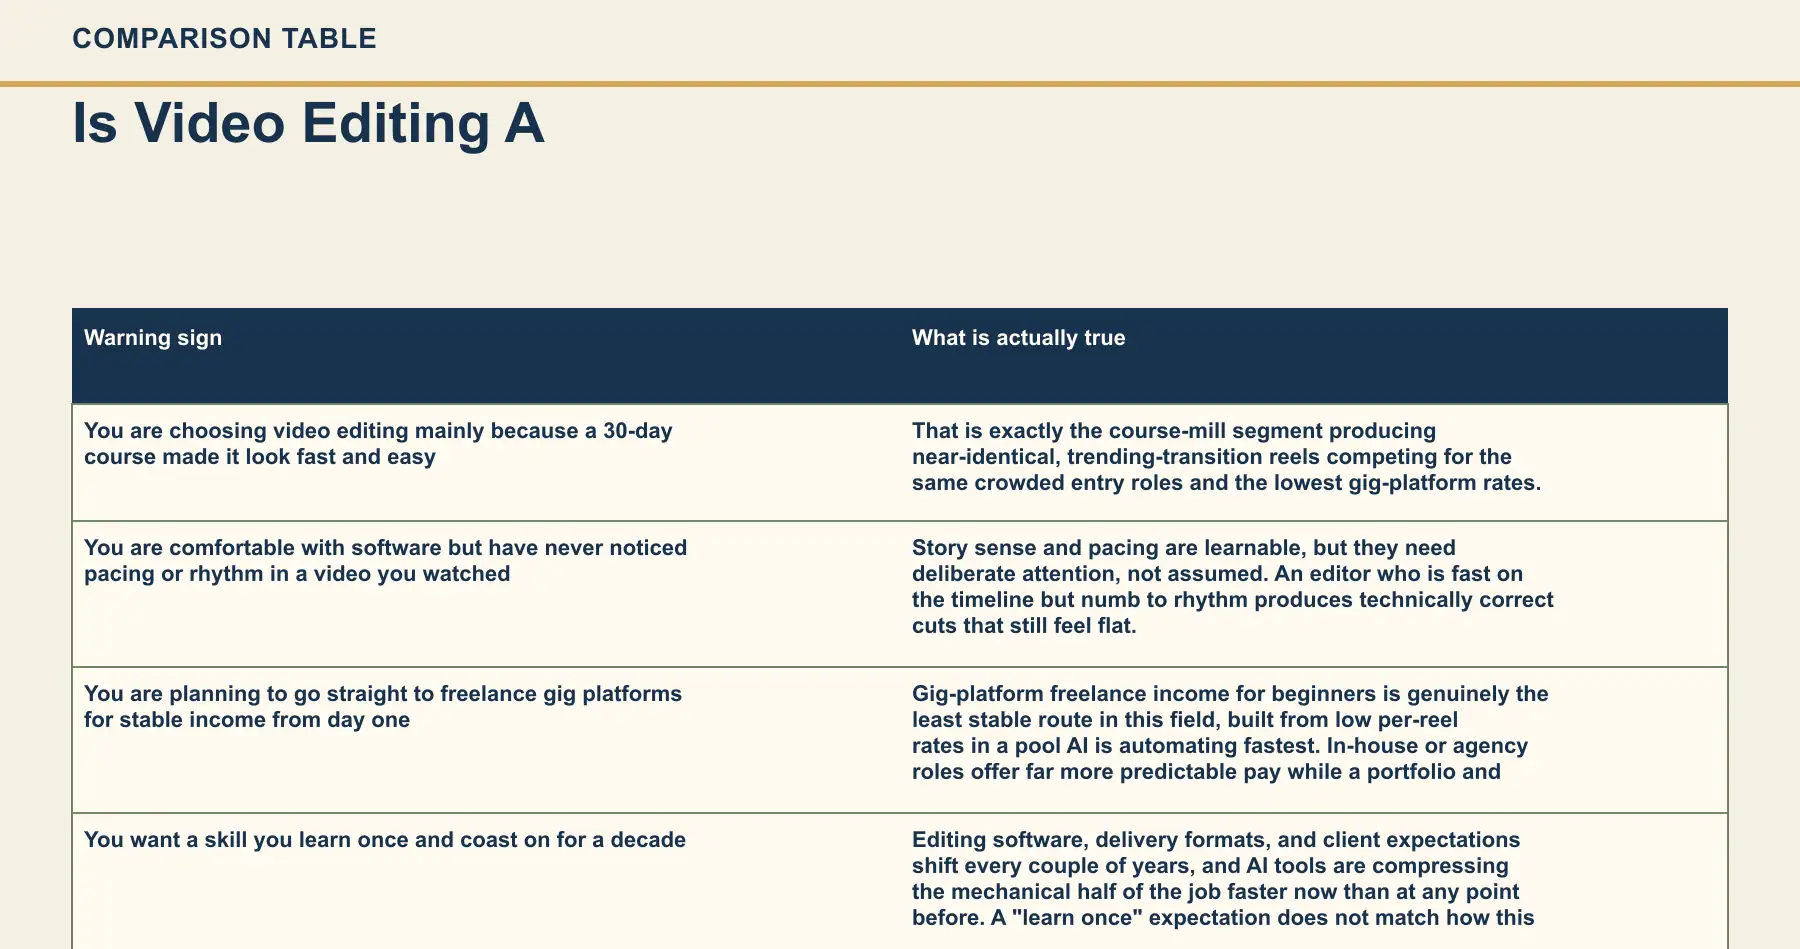 COMPARISON TABLE
Is Video Editing A
Warning sign
What is actually true
You are choosing video editing mainly because a 30-day
course made it look fast and easy
That is exactly the course-mill segment producing
near-identical, trending-transition reels competing for the
same crowded entry roles and the lowest gig-platform rates.
You are comfortable with software but have never noticed
pacing or rhythm in a video you watched
Story sense and pacing are learnable, but they need
deliberate attention, not assumed. An editor who is fast on
the timeline but numb to rhythm produces technically correct
cuts that still feel flat.
You are planning to go straight to freelance gig platforms
for stable income from day one
Gig-platform freelance income for beginners is genuinely the
least stable route in this field, built from low per-reel
rates in a pool AI is automating fastest. In-house or agency
roles offer far more predictable pay while a portfolio and
You want a skill you learn once and coast on for a decade
Editing software, delivery formats, and client expectations
shift every couple of years, and AI tools are compressing
the mechanical half of the job faster now than at any point
before. A "learn once" expectation does not match how this